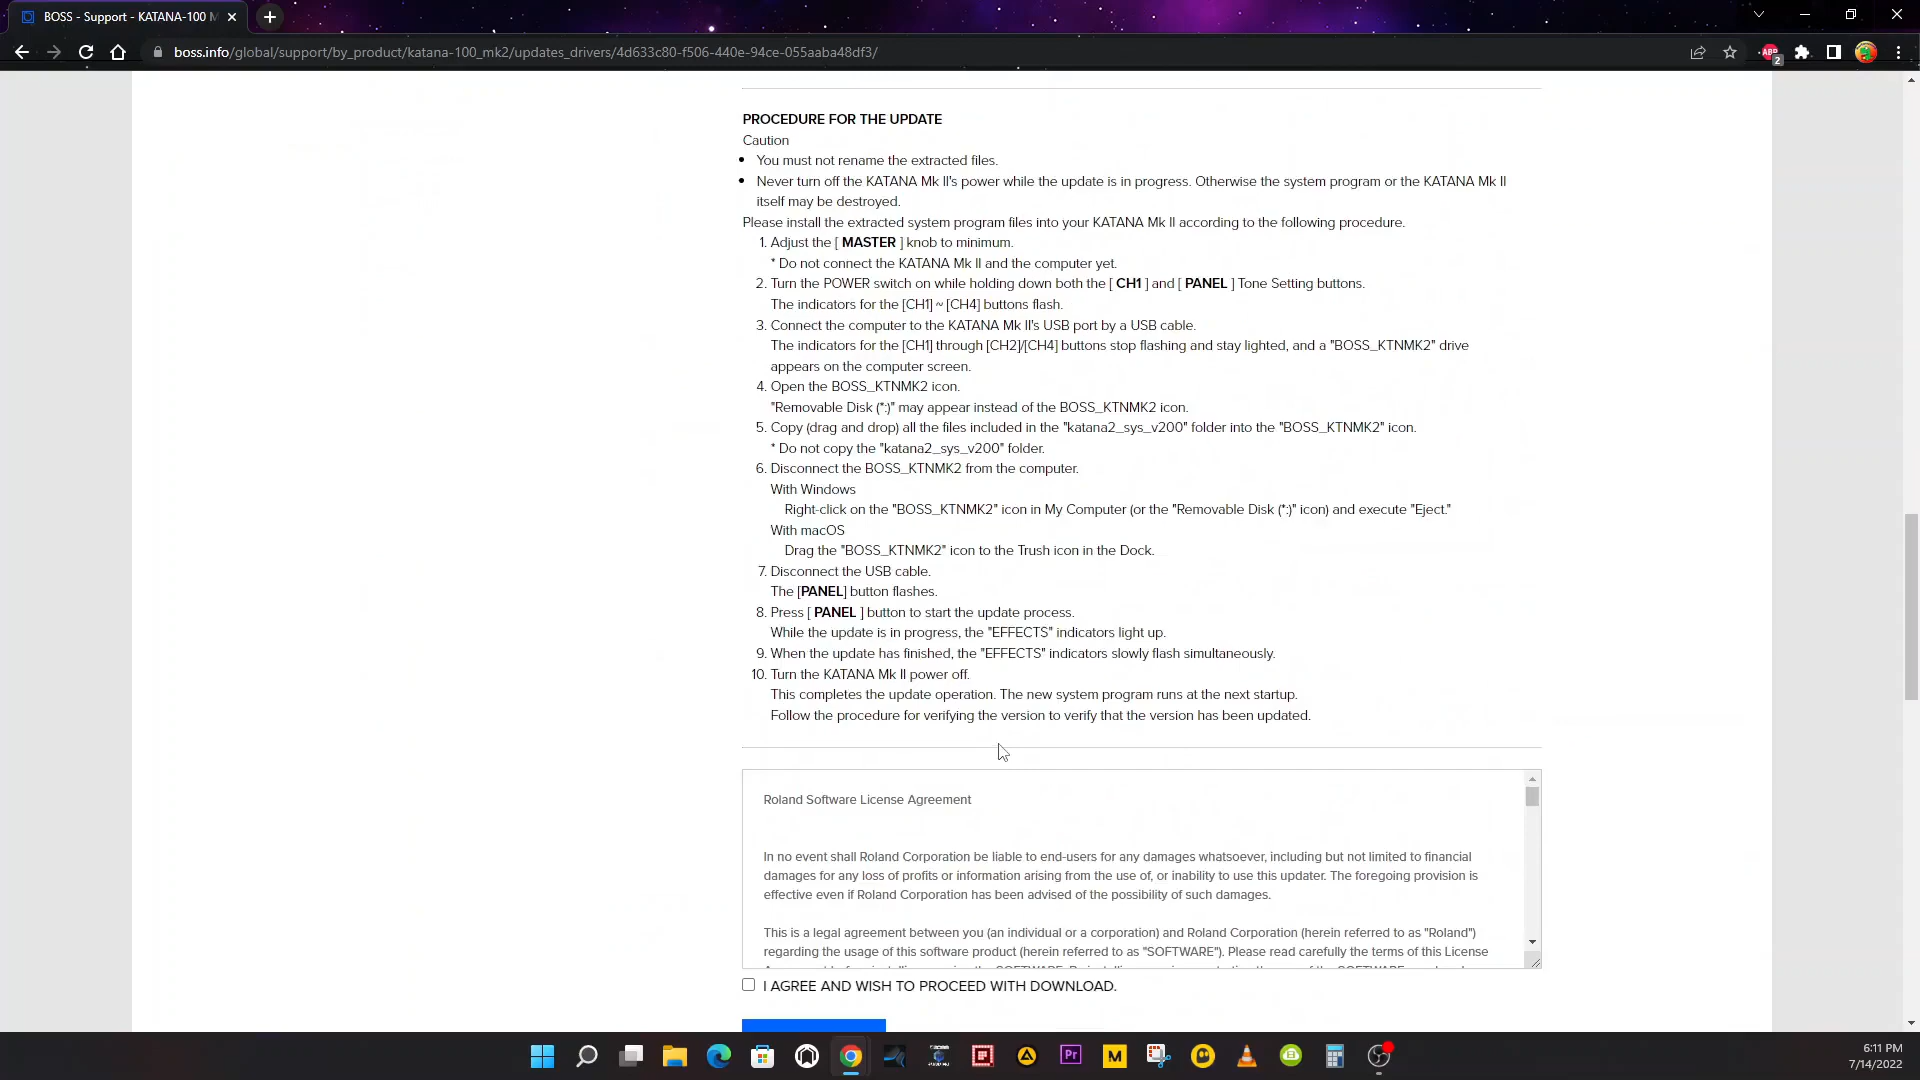 BOSS - Support - KATANA-100 M
boss.info/global/support/by_product/katana-100_mk2/updates_drivers/4d633c80-f506-440e-94ce-055aaba48df3/
ABP
2
PROCEDURE FOR THE UPDATE
Caution
• You must not rename the extracted files.
• Never turn off the KATANA Mk II's power while the update is in progress. Otherwise the system program or the KATANA Mk II
itself may be destroyed.
Please install the extracted system program files into your KATANA Mk II according to the following procedure.
1. Adjust the [ MASTER ] knob to minimum.
* Do not connect the KATANA Mk II and the computer yet.
2. Turn the POWER switch on while holding down both the [ CH1 ] and [ PANEL ] Tone Setting buttons.
The indicators for the [CH1] ~ [CH4] buttons flash.
3. Connect the computer to the KATANA Mk II's USB port by a USB cable.
The indicators for the [CH1] through [CH2]/[CH4] buttons stop flashing and stay lighted, and a "BOSS_KTNMK2" drive
appears on the computer screen.
4. Open the BOSS_KTNMK2 icon.
"Removable Disk (*:)" may appear instead of the BOSS_KTNMK2 icon.
5. Copy (drag and drop) all the files included in the "katana2_sys_v200" folder into the "BOSS_KTNMK2" icon.
* Do not copy the "katana2_sys_v200" folder.
6. Disconnect the BOSS_KTNMK2 from the computer.
With Windows
Right-click on the "BOSS_KTNMK2" icon in My Computer (or the "Removable Disk (*:)" icon) and execute "Eject."
With macOS
Drag the "BOSS_KTNMK2" icon to the Trush icon in the Dock.
7. Disconnect the USB cable.
The [PANEL] button flashes.
8. Press [ PANEL ] button to start the update process.
While the update is in progress, the "EFFECTS" indicators light up.
9. When the update has finished, the "EFFECTS" indicators slowly flash simultaneously.
10. Turn the KATANA Mk II power off.
This completes the update operation. The new system program runs at the next startup.
Follow the procedure for verifying the version to verify that the version has been updated.
Roland Software License Agreement
In no event shall Roland Corporation be liable to end-users for any damages whatsoever, including but not limited to financial
damages for any loss of profits or information arising from the use of, or inability to use this updater. The foregoing provision is
effective even if Roland Corporation has been advised of the possibility of such damages.
This is a legal agreement between you (an individual or a corporation) and Roland Corporation (herein referred to as "Roland")
regarding the usage of this software product (herein referred to as "SOFTWARE"). Please read carefully the terms of this License
I AGREE AND WISH TO PROCEED WITH DOWNLOAD.
Pr
M
6:11 PM
7/14/2022